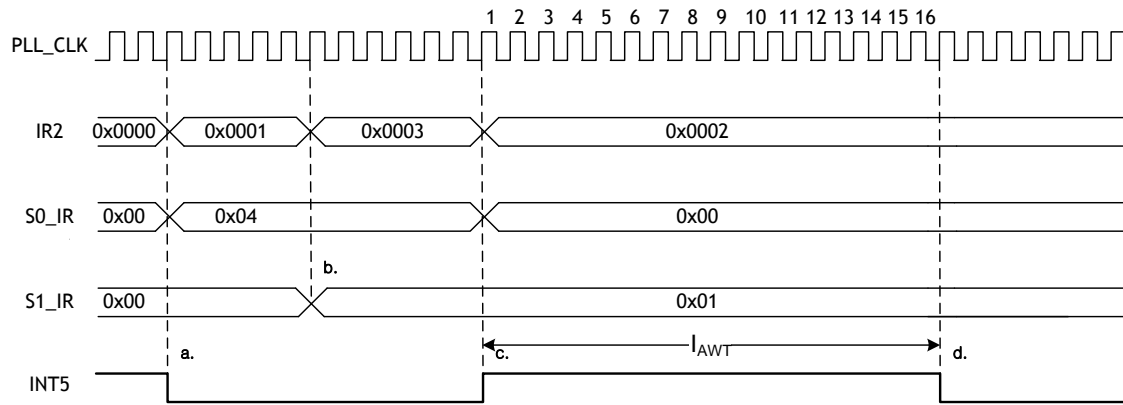 1 2 3 4 5 6 7 8 9 10 11 12 13 14 15 16
PLL_CLK
IR2 0x0000 0x0001 0x0003 0x0002
S0_IR 0x00 0x04 0x00
b.
S1_IR 0x00 0x01
a. c. IAWT d.
INT5